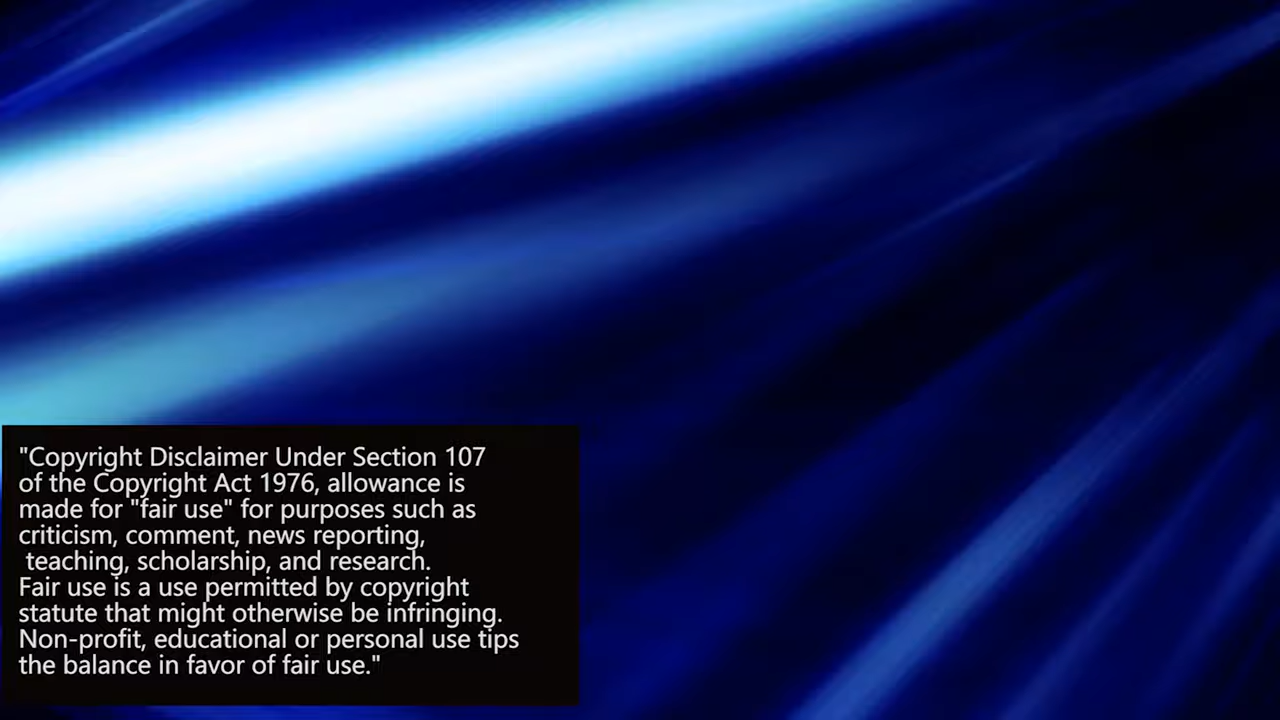 "Copyright Disclaimer Under Section 107
of the Copyright Act 1976, allowance is
made for "fair use" for purposes such as
criticism, comment, news reporting,
teaching, scholarship, and research.
Fair use is a use permitted by copyright
statute that might otherwise be infringing.
Non-profit, educational or personal use tips
the balance in favor of fair use."